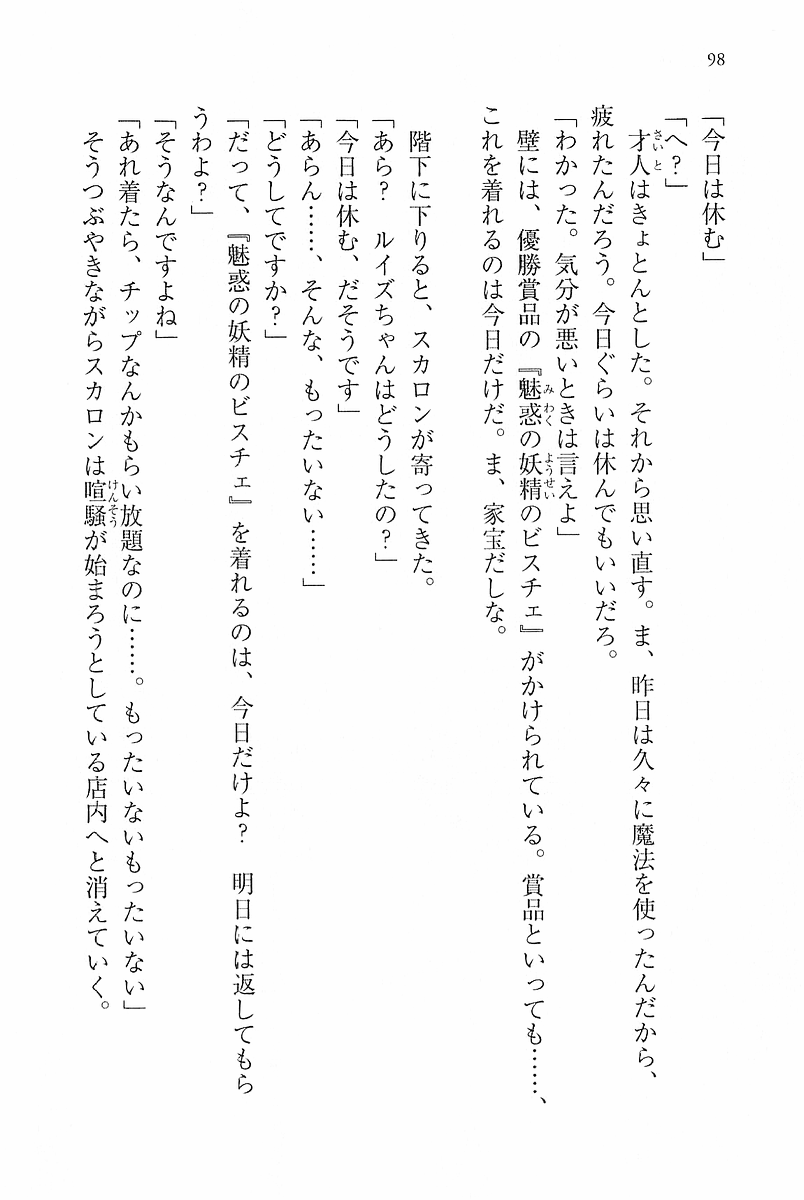 98
「今日は休む」
「へ？」
才人はきょとんとした。それから思い直す。ま、昨日は久々に魔法を使ったんだから、
疲れたんだろう。今日ぐらいは休んでもいいだろ。
「わかった。気分が悪いときは言えよ」
壁には、優勝賞品の『魅惑の妖精のビスチェ』がかけられている。賞品といっても……、
これを着れるのは今日だけだ。ま、家宝だしな。
階下に下りると、スカロンが寄ってきた。
「あら？　ルイズちゃんはどうしたの？」
「今日は休む、だそうです」
「あらん……、そんな、もったいない……」
「どうしてですか？」
「だって、『魅惑の妖精のビスチェ』を着れるのは、今日だけよ？　明日には返してもら
うわよ？」
「そうなんですよね」
「あれ着たら、チップなんかもらい放題なのに……。もったいないもったいない」
そうつぶやきながらスカロンは喧騒が始まろうとしている店内へと消えていく。